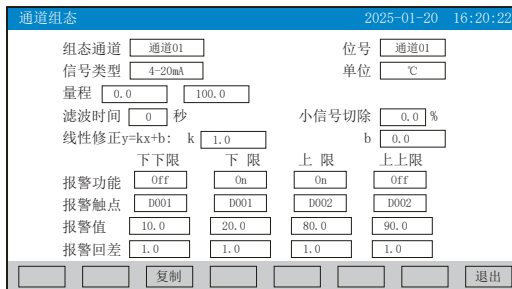 通道组态 2025-01-20 16:20:22
组态通道 通道01 位号 通道01
信号类型 4-20mA 单位 ℃
量程 0.0 100.0
滤波时间 0 秒 小信号切除 0.0 %
线性修正y=kx+b: k 1.0 b 0.0
下下限 下 限 上 限 上上限
报警功能 Off On On Off
报警触点 D001 D001 D002 D002
报警值 10.0 20.0 80.0 90.0
报警回差 1.0 1.0 1.0 1.0
复制 退出